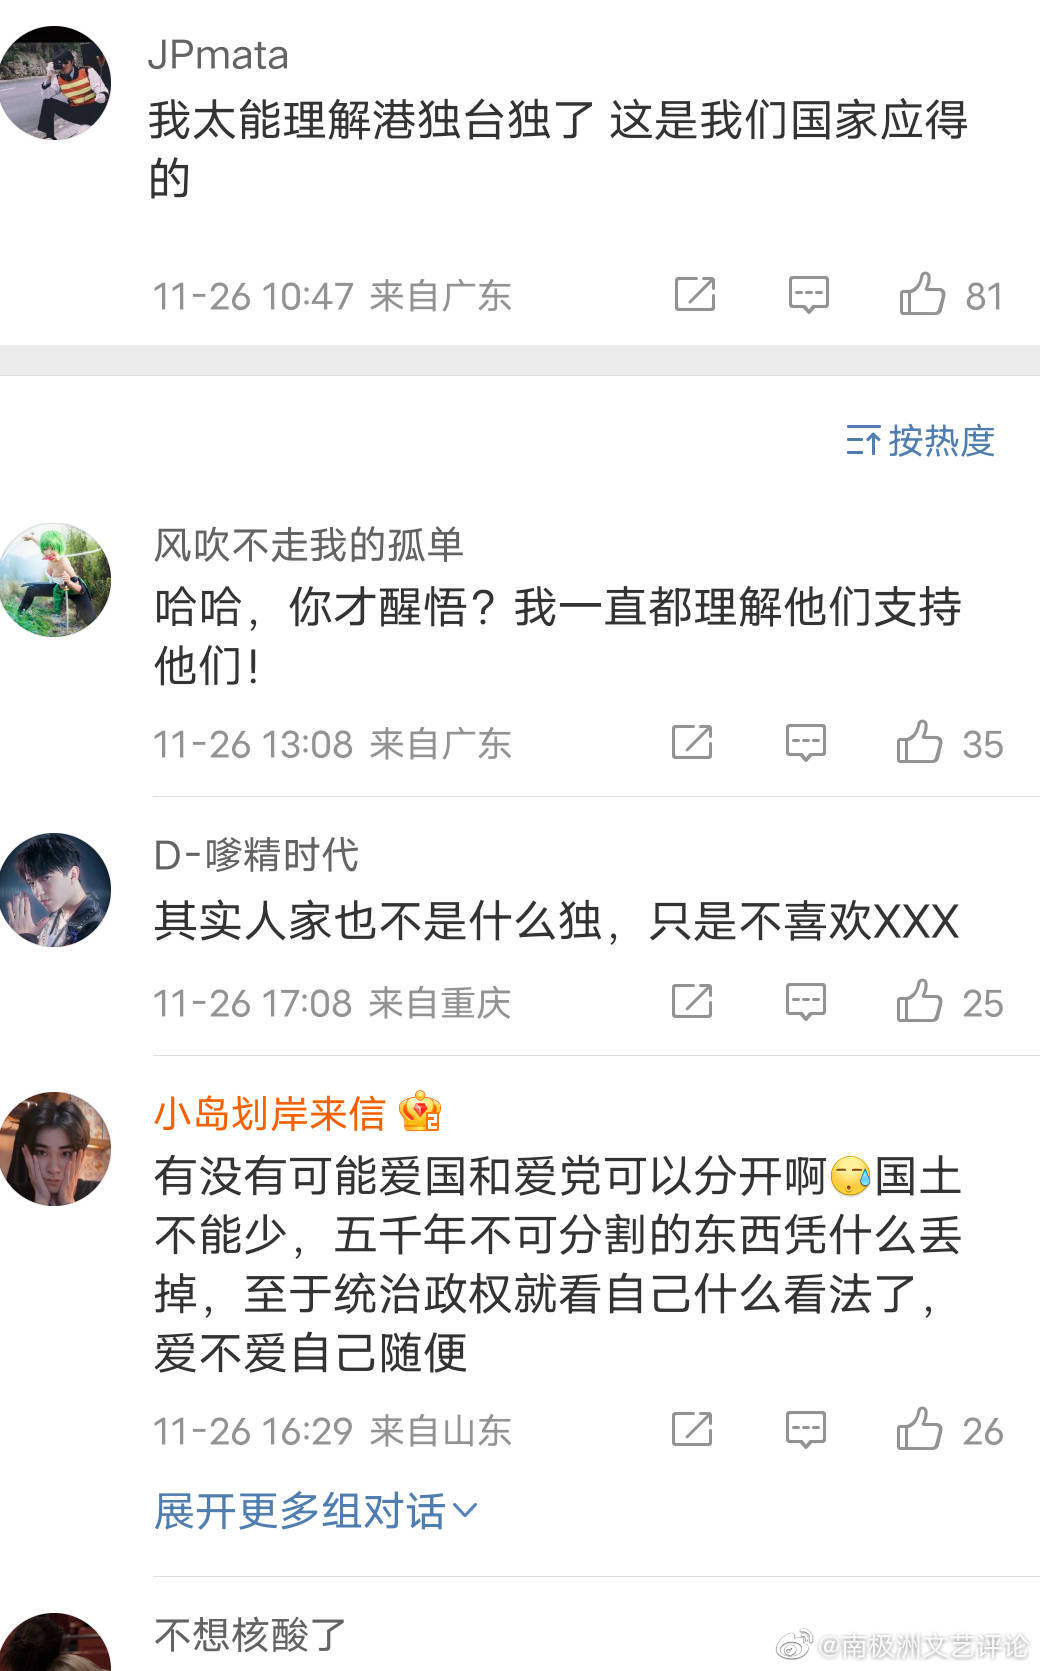 JPmata
我太能理解港独台独了 这是我们国家应得
的
11-26 10:47 来自广东
81
按热度
风吹不走我的孤单
哈哈，你才醒悟？我一直都理解他们支持
他们！
11-26 13:08 来自广东
35
D-嗲精时代
其实人家也不是什么独，只是不喜欢XXX
11-26 17:08 来自重庆
25
小岛划岸来信
2
有没有可能爱国和爱党可以分开啊😥国土
不能少，五千年不可分割的东西凭什么丢
掉，至于统治政权就看自己什么看法了，
爱不爱自己随便
11-26 16:29 来自山东
26
展开更多组对话
不想核酸了
@南极洲文艺评论